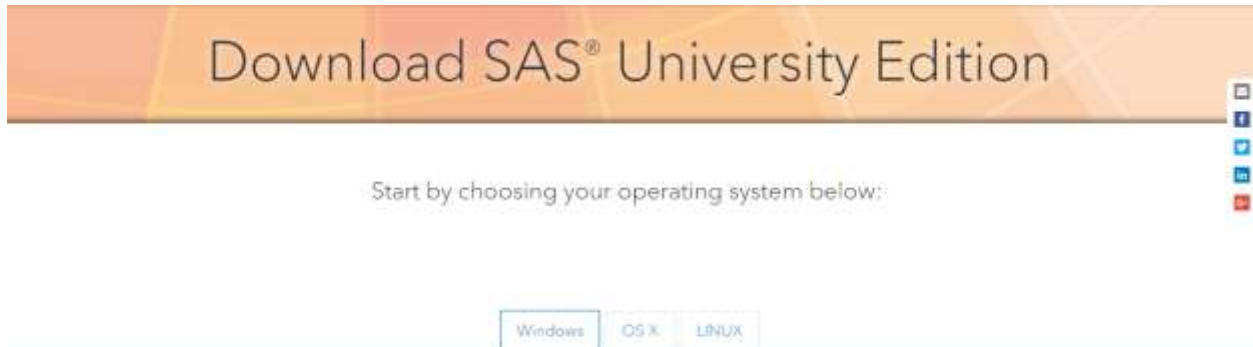 Download SAS® University Edition
Start by choosing your operating system below:
Windows OS X LINUX